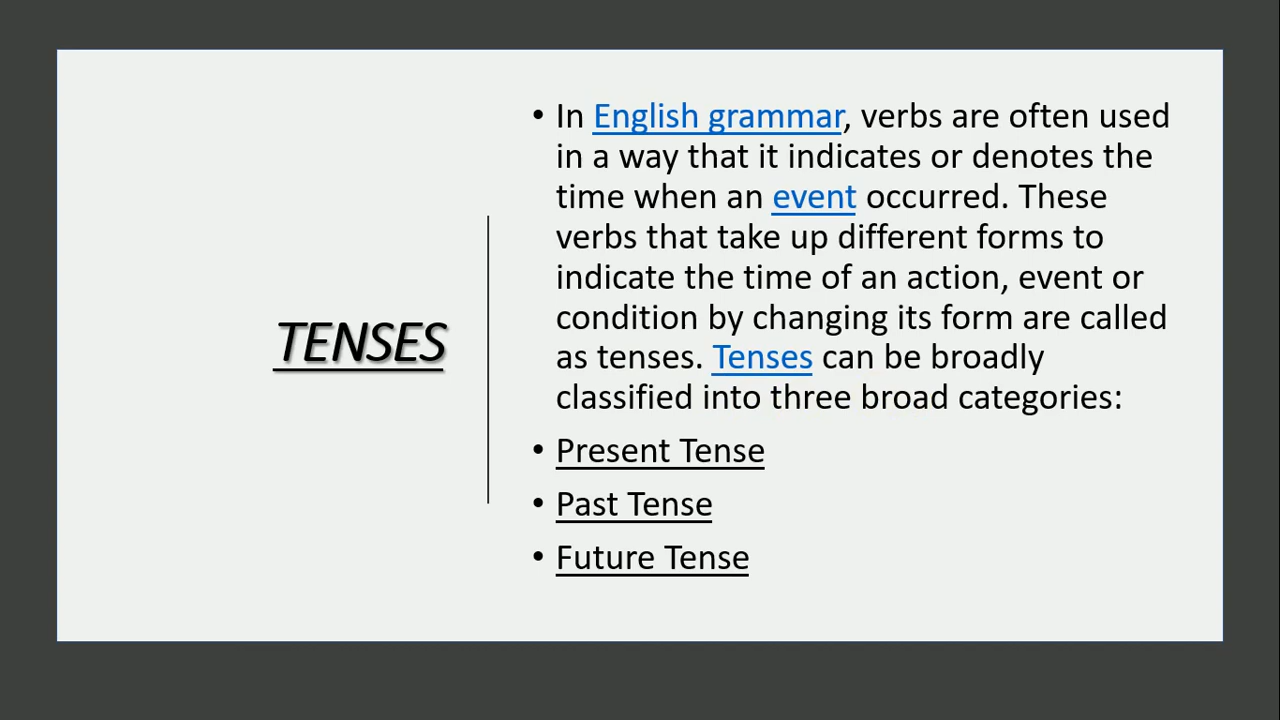 TENSES
• In English grammar, verbs are often used
in a way that it indicates or denotes the
time when an event occurred. These
verbs that take up different forms to
indicate the time of an action, event or
condition by changing its form are called
as tenses. Tenses can be broadly
classified into three broad categories:
• Present Tense
• Past Tense
• Future Tense